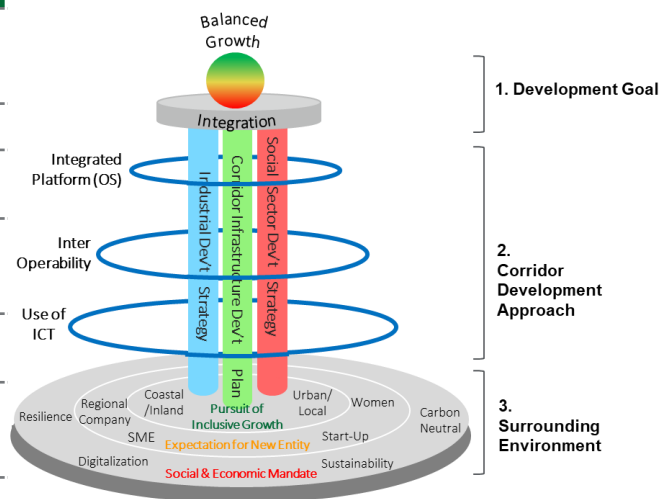 Balanced
Growth
Integration
1. Development Goal
Integrated
Platform (OS)
Inter
Operability
Use of
ICT
Industrial Dev't Strategy
Corridor Infrastructure Dev't Plan
Social Sector Dev't Strategy
2.
Corridor
Development
Approach
Coastal
/Inland
Urban/
Local
Pursuit of
Inclusive Growth
Regional
Company
Women
Resilience
Carbon
Neutral
SME
Start-Up
Expectation for New Entity
Digitalization
Sustainability
Social & Economic Mandate
3.
Surrounding
Environment